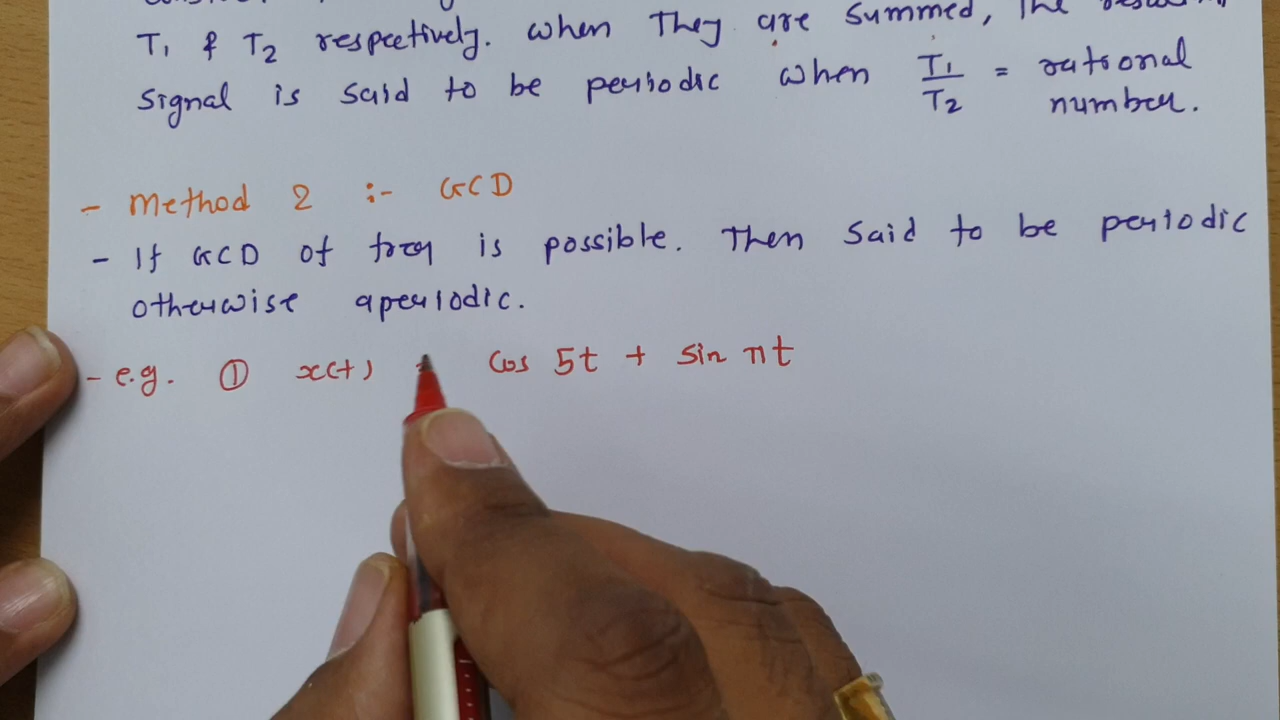 T₁ & T₂ respectively. when they are summed, The
signal is said to be periodic when T₁/T₂ = rational number.
- Method 2 :- GCD
- If GCD of freq is possible. Then said to be periodic
otherwise aperiodic.
- e.g. ① x(t) = cos 5t + sin πt